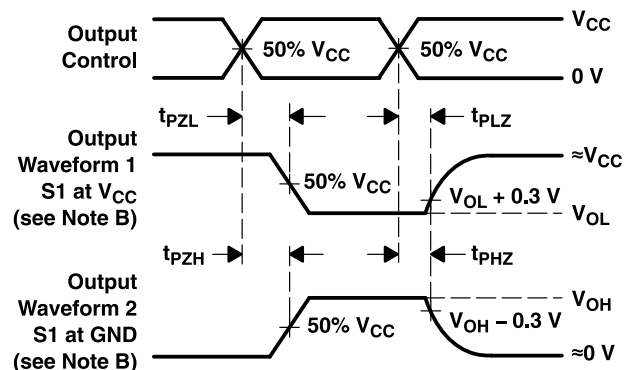 Output
Control
50% VCC
50% VCC
VCC
0 V
tPZL
tPLZ
Output
Waveform 1
S1 at VCC
(see Note B)
50% VCC
≈VCC
VOL + 0.3 V
VOL
tPZH
tPHZ
Output
Waveform 2
S1 at GND
(see Note B)
50% VCC
VOH
VOH − 0.3 V
≈0 V